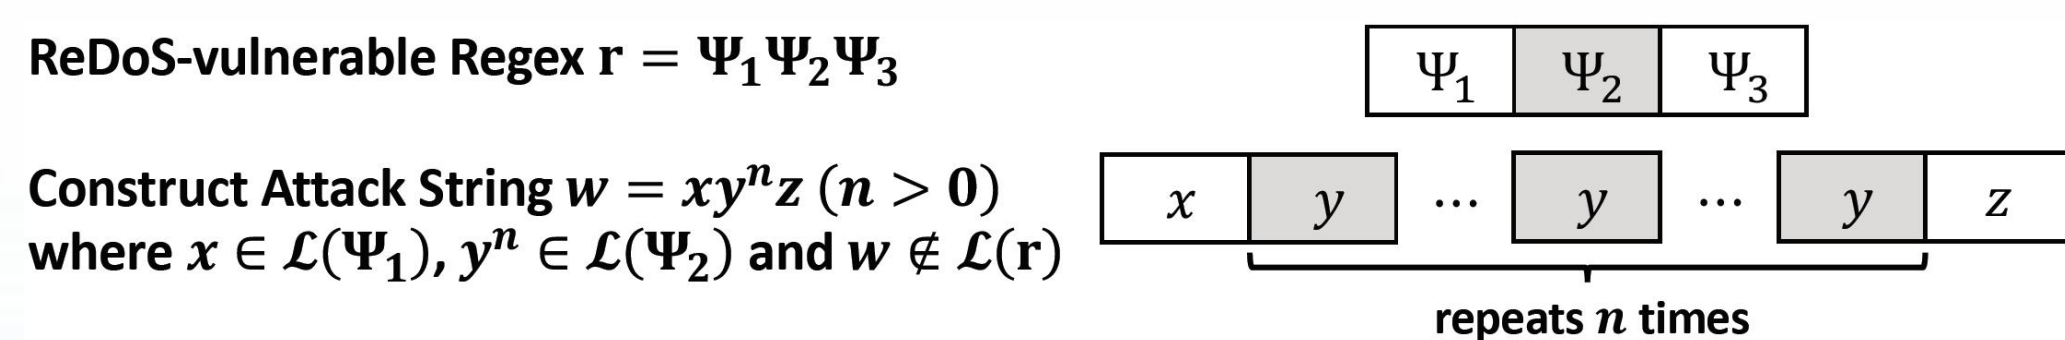 ReDoS-vulnerable Regex r = Ψ₁Ψ₂Ψ₃
Ψ₁ Ψ₂ Ψ₃
Construct Attack String w = xyⁿz (n > 0)
where x ∈ ℒ(Ψ₁), yⁿ ∈ ℒ(Ψ₂) and w ∉ ℒ(r)
x y ⋯ y ⋯ y z
repeats n times